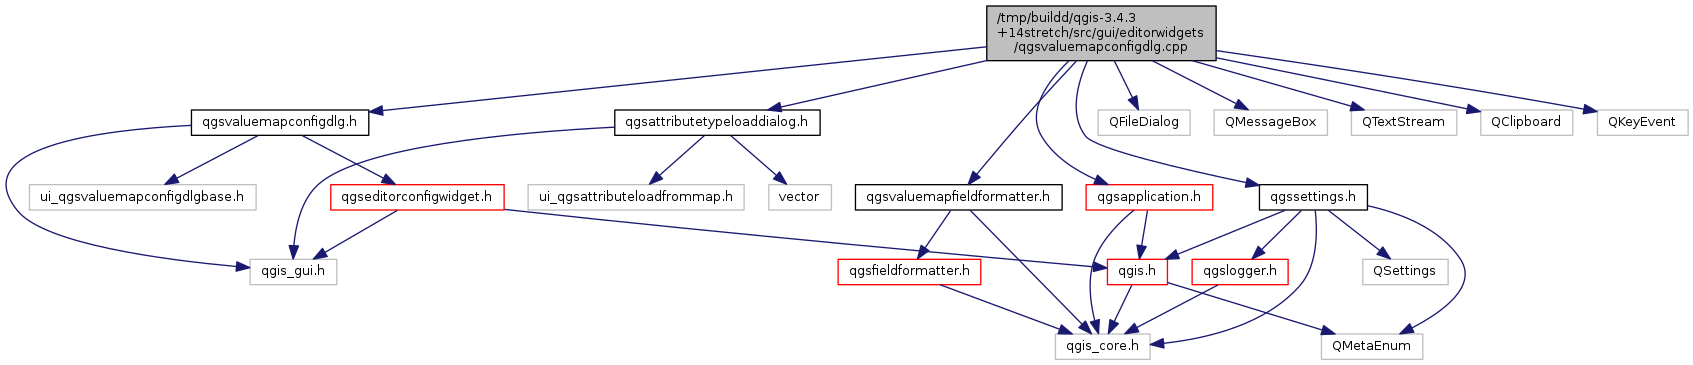 /tmp/buildd/qgis-3.4.3
+14stretch/src/gui/editorwidgets
/qgsvaluemapconfigdlg.cpp
qgsvaluemapconfigdlg.h
qgsattributetypeloaddialog.h
QFileDialog
QMessageBox
QTextStream
QClipboard
QKeyEvent
ui_qgsvaluemapconfigdlgbase.h
qgseditorconfigwidget.h
ui_qgsattributeloadfrommap.h
vector
qgsvaluemapfieldformatter.h
qgsapplication.h
qgssettings.h
qgis_gui.h
qgsfieldformatter.h
qgis.h
qgslogger.h
QSettings
qgis_core.h
QMetaEnum